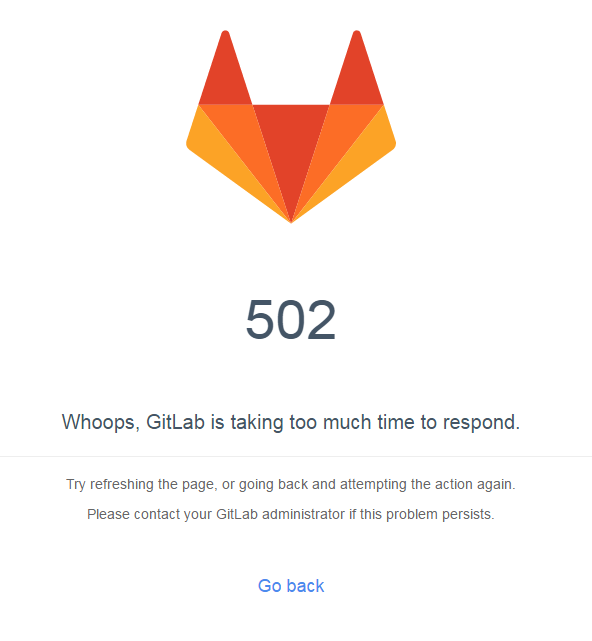 502
Whoops, GitLab is taking too much time to respond.
Try refreshing the page, or going back and attempting the action again.
Please contact your GitLab administrator if this problem persists.
Go back